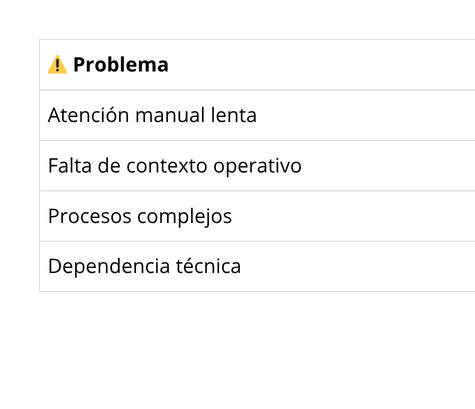 ⚠️ Problema
Atención manual lenta
Falta de contexto operativo
Procesos complejos
Dependencia técnica